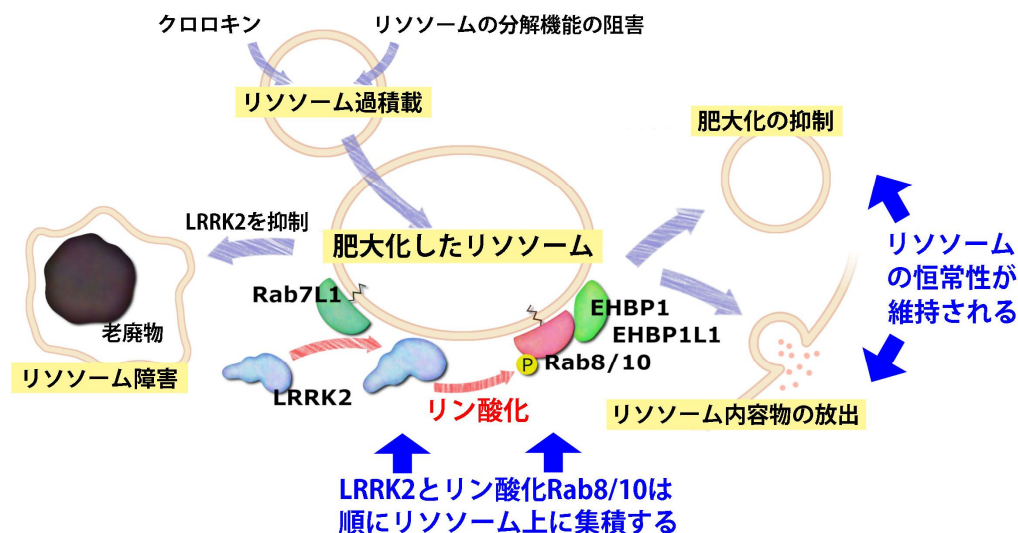 クロロキン
リソソームの分解機能の阻害
リソソーム過積載
肥大化の抑制
LRRK2を抑制
肥大化したリソソーム
リソソーム
の恒常性が
維持される
Rab7L1
EHBP1
EHBP1L1
老廃物
P
Rab8/10
リソソーム障害
LRRK2
リン酸化
リソソーム内容物の放出
LRRK2とリン酸化Rab8/10は
順にリソソーム上に集積する